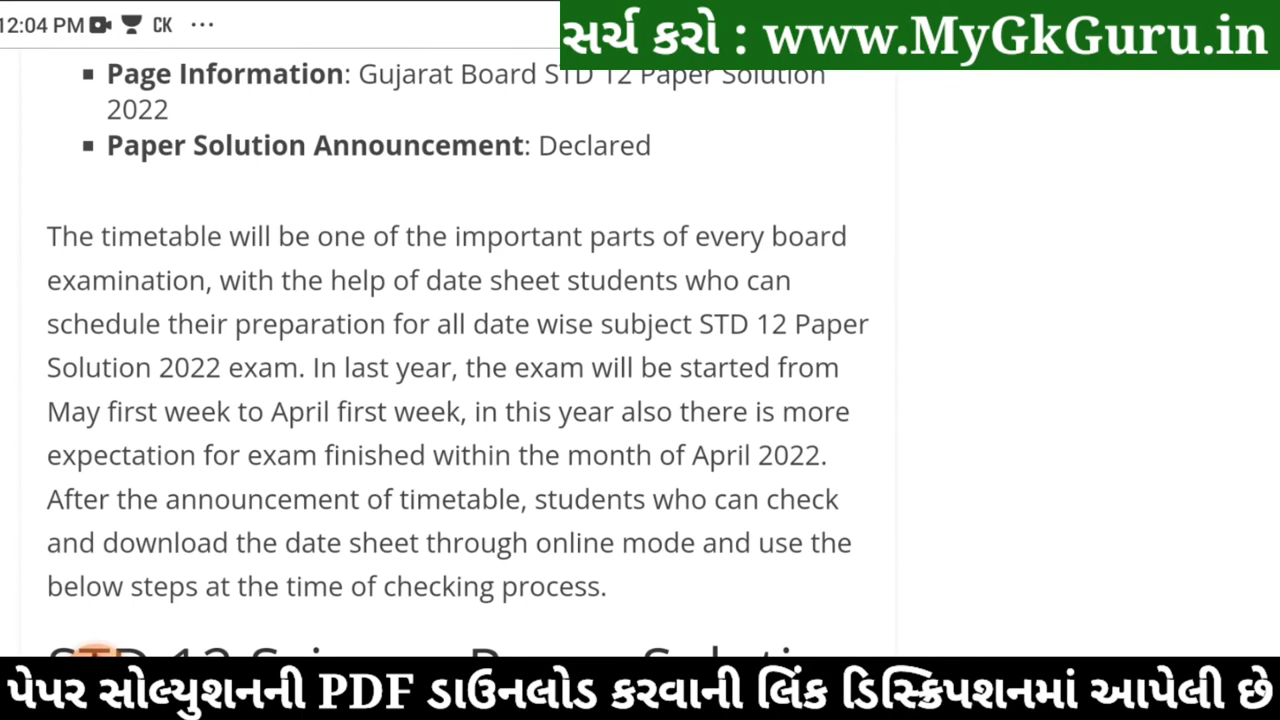 12:04 PM CK ...
સર્ચ કરો : www.MyGkGuru.in
▪ Page Information: Gujarat Board STD 12 Paper Solution
2022
▪ Paper Solution Announcement: Declared
The timetable will be one of the important parts of every board
examination, with the help of date sheet students who can
schedule their preparation for all date wise subject STD 12 Paper
Solution 2022 exam. In last year, the exam will be started from
May first week to April first week, in this year also there is more
expectation for exam finished within the month of April 2022.
After the announcement of timetable, students who can check
and download the date sheet through online mode and use the
below steps at the time of checking process.
પેપર સોલ્યુશનની PDF ડાઉનલોડ કરવાની લિંક ડિસ્ક્રિપશનમાં આપેલી છે